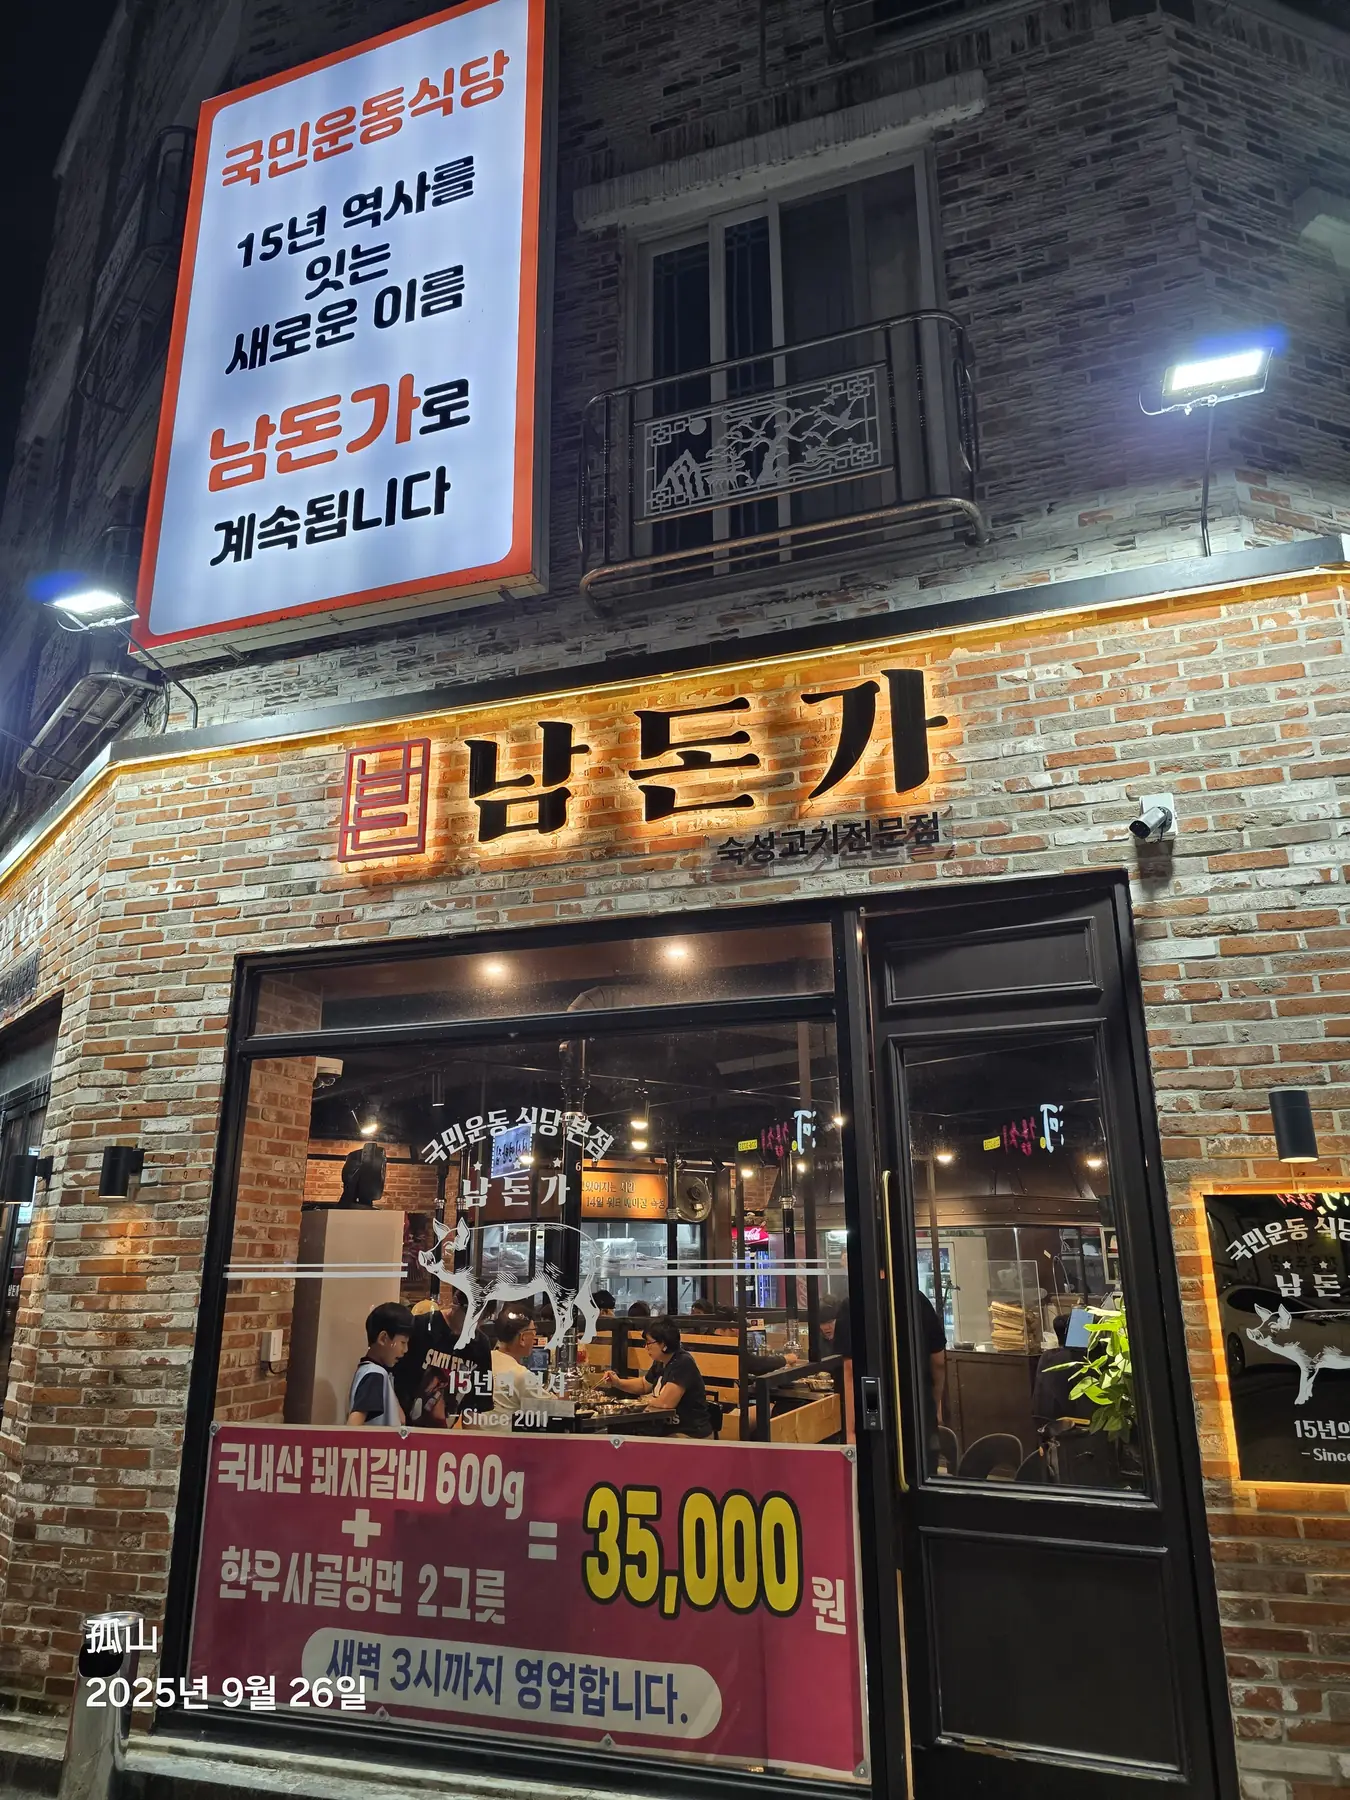 국민운동식당
15년 역사를
잇는
새로운 이름
남돈가로
계속됩니다
남돈가
숙성고기전문점
국민운동 식당 본점
남돈가
15년의 역사
- Since 2011 -
국내산 돼지갈비 600g
+
한우사골냉면 2그릇
= 35,000원
새벽 3시까지 영업합니다.
국민운동 식당
남돈가
15년의
- Since
孤山
2025년 9월 26일